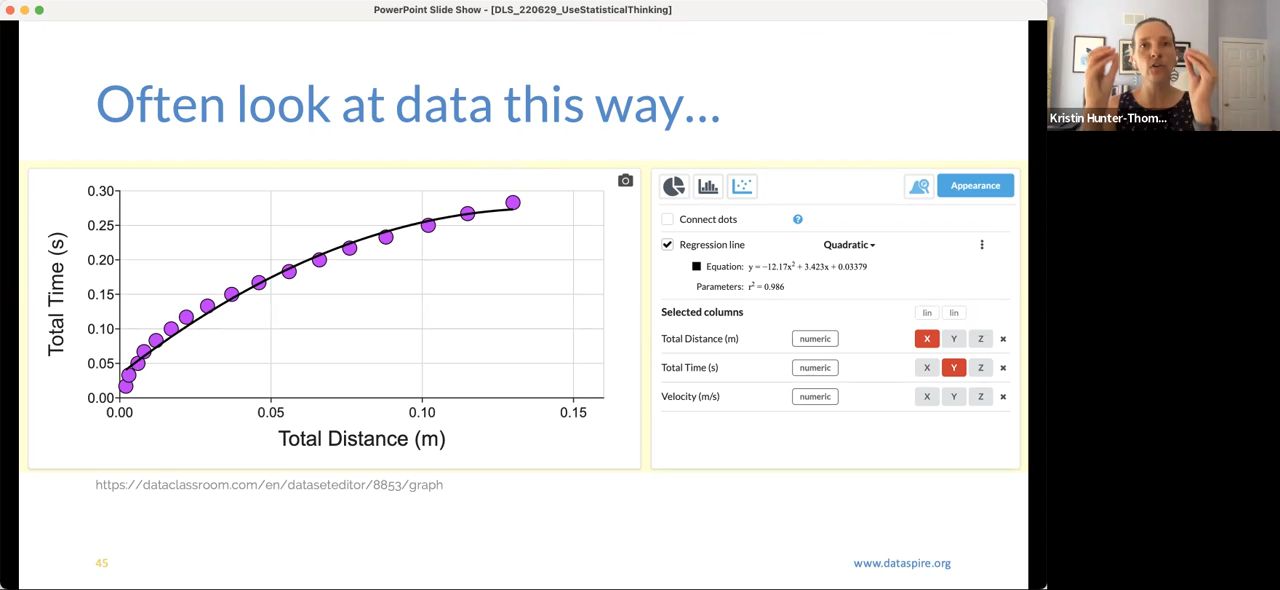 PowerPoint Slide Show - [DLS_220629_UseStatisticalThinking]
Kristin Hunter-Thom...
Often look at data this way...
0.30
0.25
0.20
0.15
0.10
0.05
0.00
Total Time (s)
0.00 0.05 0.10 0.15
Total Distance (m)
Appearance
Connect dots ?
Regression line Quadratic
Equation: y = −12.17x² + 3.423x + 0.03379
Parameters: r² = 0.986
Selected columns lin lin
Total Distance (m) numeric X Y Z ×
Total Time (s) numeric X Y Z ×
Velocity (m/s) numeric X Y Z ×
https://dataclassroom.com/en/dataseteditor/8853/graph
45 www.dataspire.org